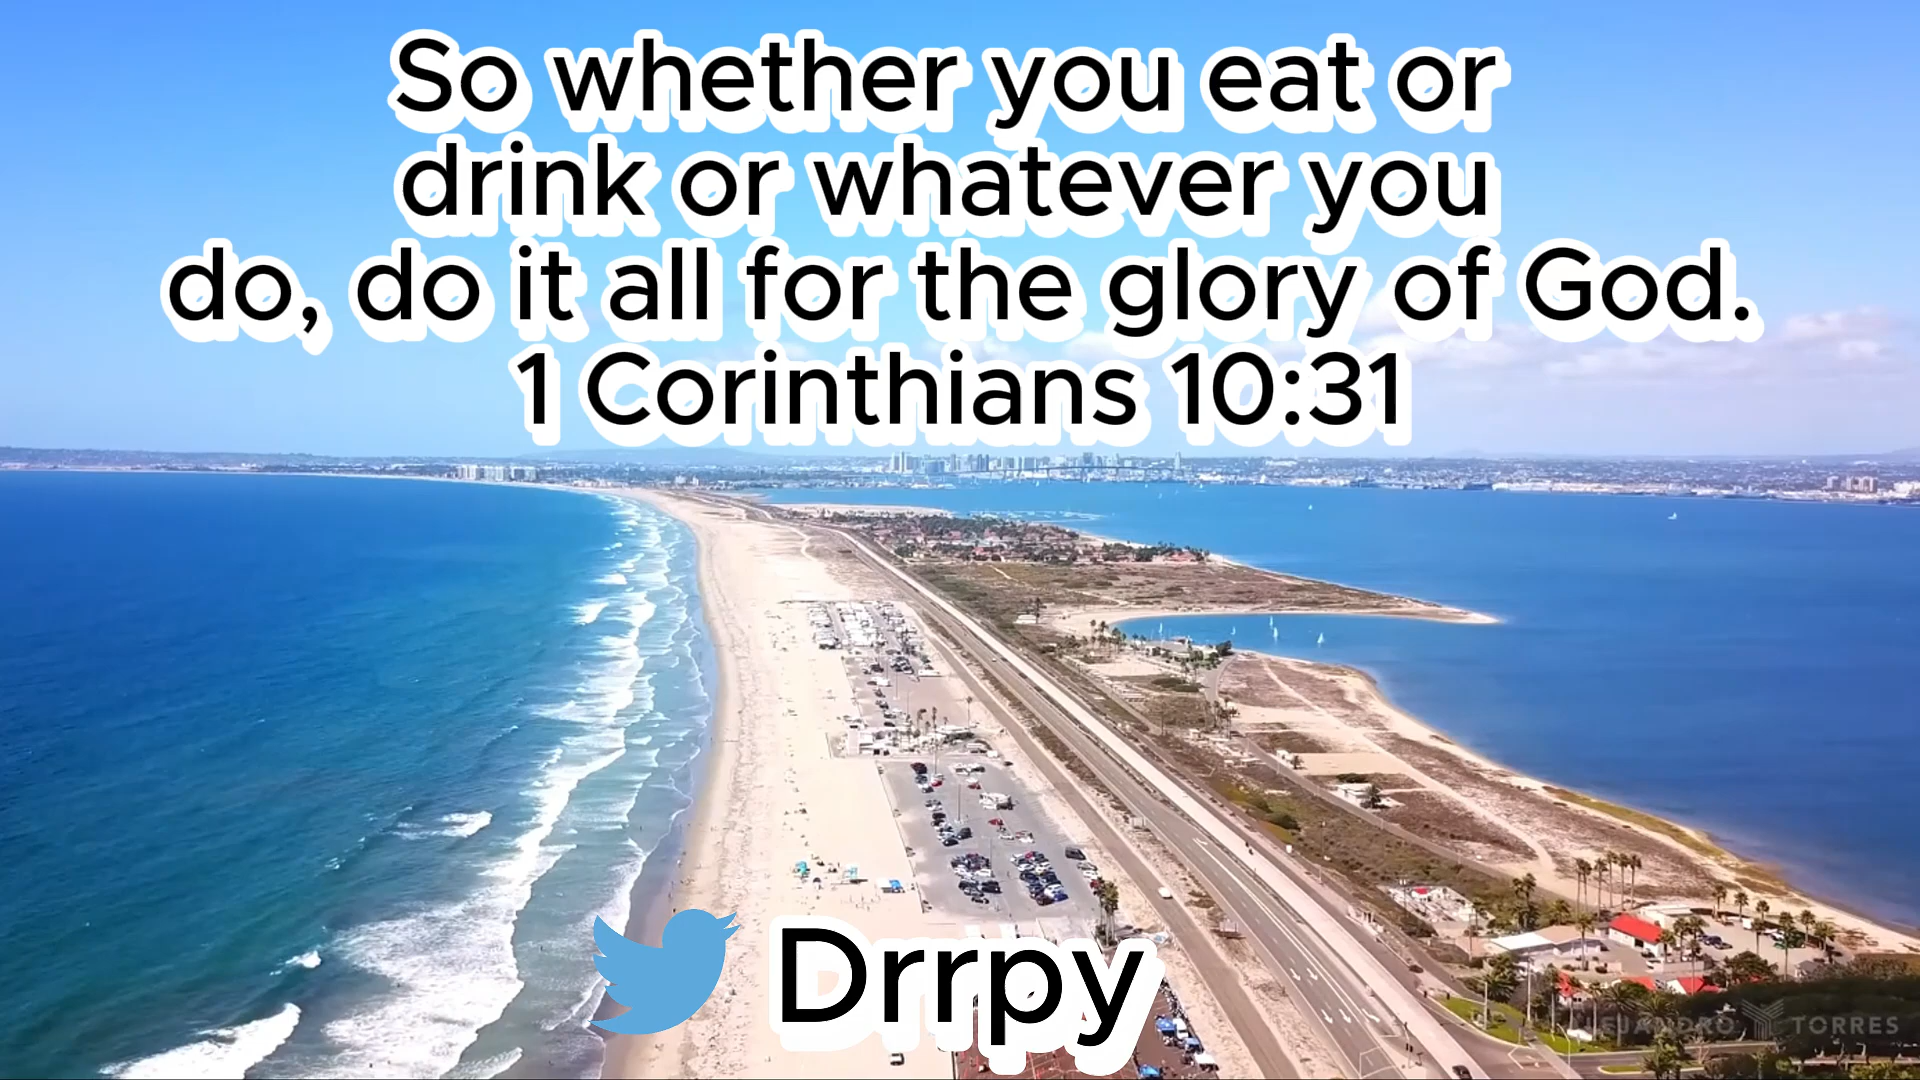 So whether you eat or
drink or whatever you
do, do it all for the glory of God.
1 Corinthians 10:31
Drrpy
TORRES